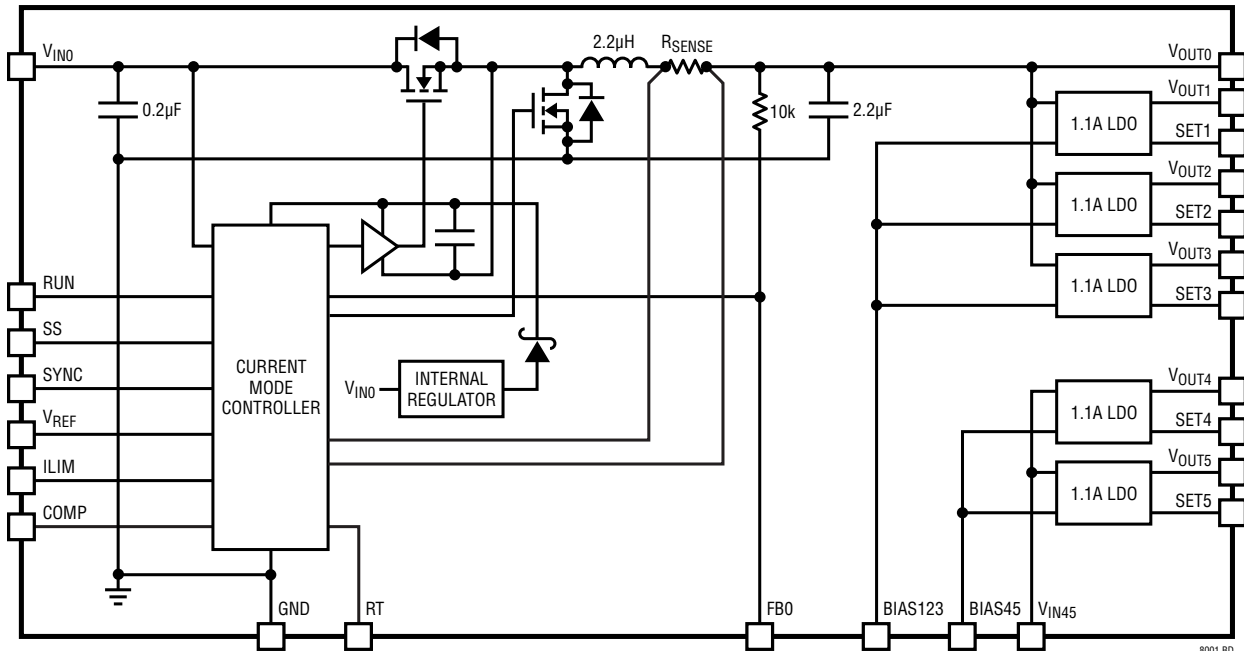 VIN0
0.2µF
2.2µH
RSENSE
10k
2.2µF
VOUT0
VOUT1
1.1A LDO
SET1
VOUT2
1.1A LDO
SET2
VOUT3
1.1A LDO
SET3
RUN
SS
SYNC
VREF
ILIM
COMP
CURRENT
MODE
CONTROLLER
VIN0
INTERNAL
REGULATOR
VOUT4
1.1A LDO
SET4
VOUT5
1.1A LDO
SET5
GND
RT
FB0
BIAS123
BIAS45
VIN45
8001 BD